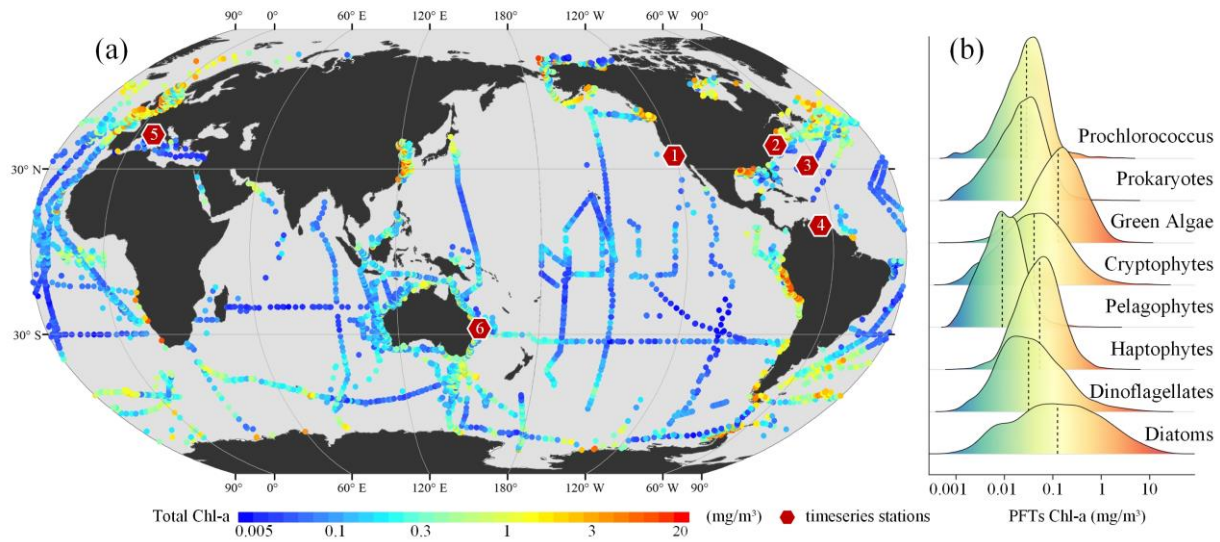 90° 0° 60° E 120° E 180° 120° W 60° W 90°
(a)
(b)
5
1
2
3
30° N
4
6
30° S
90° 0° 60° E 120° E 180° 120° W 60° W 90°
Total Chl-a
0.005 0.1 0.3 1 3 20
(mg/m³)
timeseries stations
Prochlorococcus
Prokaryotes
Green Algae
Cryptophytes
Pelagophytes
Haptophytes
Dinoflagellates
Diatoms
0.001 0.01 0.1 1 10
PFTs Chl-a (mg/m³)